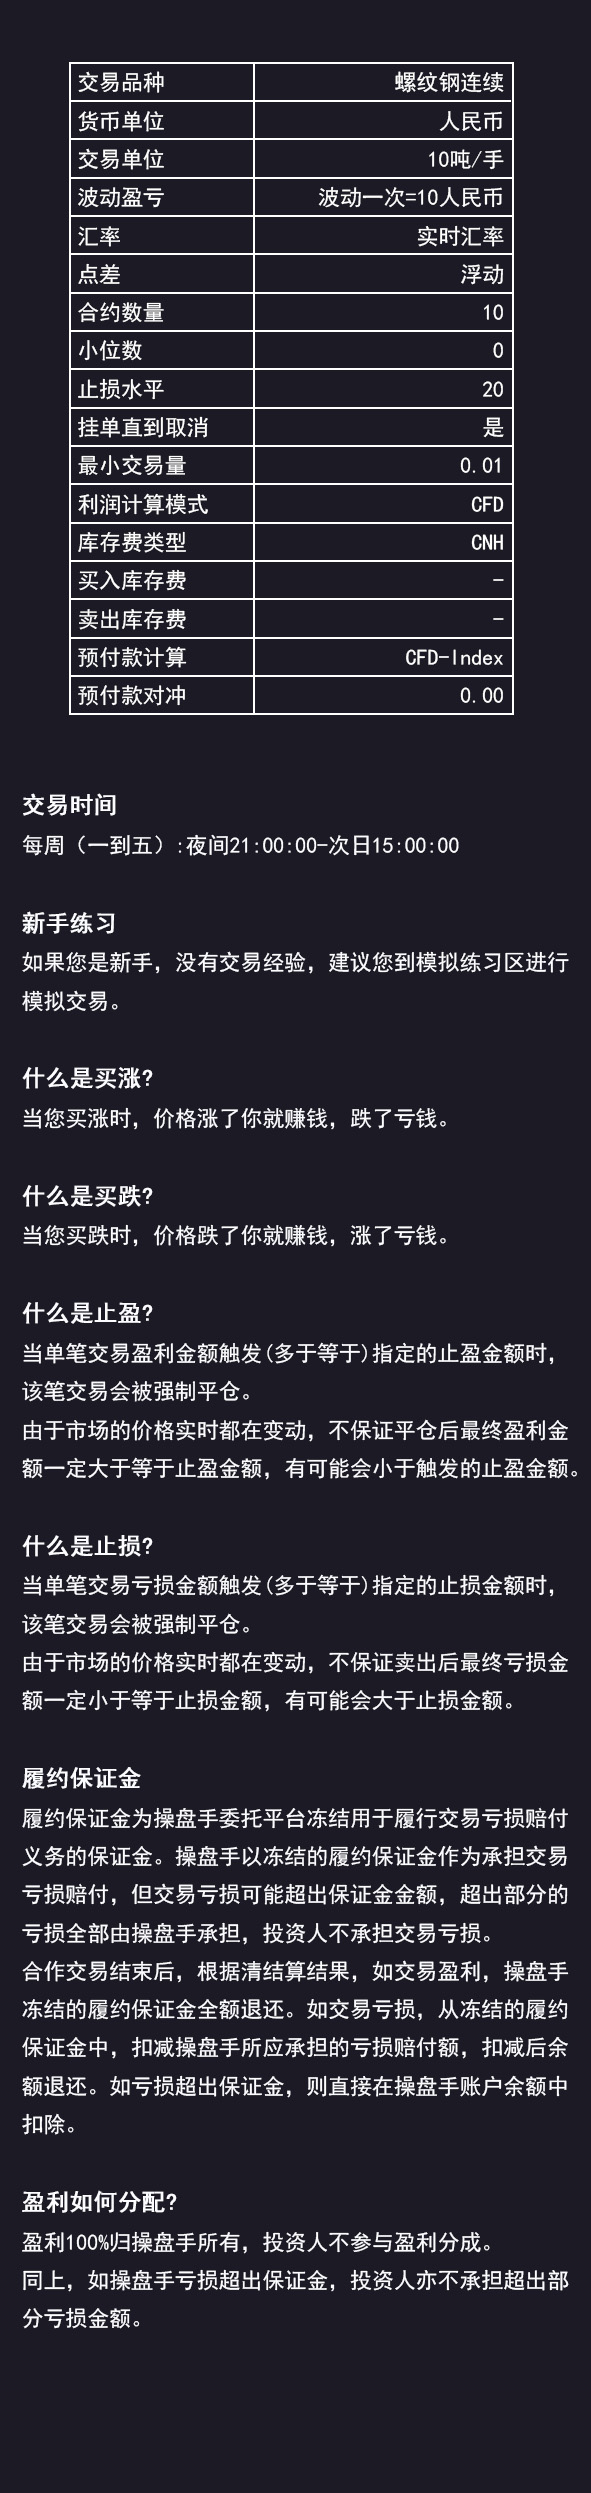 交易品种 螺纹钢连续
货币单位 人民币
交易单位 10吨/手
波动盈亏 波动一次=10人民币
汇率 实时汇率
点差 浮动
合约数量 10
小位数 0
止损水平 20
挂单直到取消 是
最小交易量 0.01
利润计算模式 CFD
库存费类型 CNH
买入库存费 -
卖出库存费 -
预付款计算 CFD-Index
预付款对冲 0.00
交易时间
每周（一到五）:夜间21:00:00-次日15:00:00
新手练习
如果您是新手，没有交易经验，建议您到模拟练习区进行
模拟交易。
什么是买涨?
当您买涨时，价格涨了你就赚钱，跌了亏钱。
什么是买跌?
当您买跌时，价格跌了你就赚钱，涨了亏钱。
什么是止盈?
当单笔交易盈利金额触发(多于等于)指定的止盈金额时，
该笔交易会被强制平仓。
由于市场的价格实时都在变动，不保证平仓后最终盈利金
额一定大于等于止盈金额，有可能会小于触发的止盈金额。
什么是止损?
当单笔交易亏损金额触发(多于等于)指定的止损金额时，
该笔交易会被强制平仓。
由于市场的价格实时都在变动，不保证卖出后最终亏损金
额一定小于等于止损金额，有可能会大于止损金额。
履约保证金
履约保证金为操盘手委托平台冻结用于履行交易亏损赔付
义务的保证金。操盘手以冻结的履约保证金作为承担交易
亏损赔付，但交易亏损可能超出保证金金额，超出部分的
亏损全部由操盘手承担，投资人不承担交易亏损。
合作交易结束后，根据清结算结果，如交易盈利，操盘手
冻结的履约保证金全额退还。如交易亏损，从冻结的履约
保证金中，扣减操盘手所应承担的亏损赔付额，扣减后余
额退还。如亏损超出保证金，则直接在操盘手账户余额中
扣除。
盈利如何分配?
盈利100%归操盘手所有，投资人不参与盈利分成。
同上，如操盘手亏损超出保证金，投资人亦不承担超出部
分亏损金额。